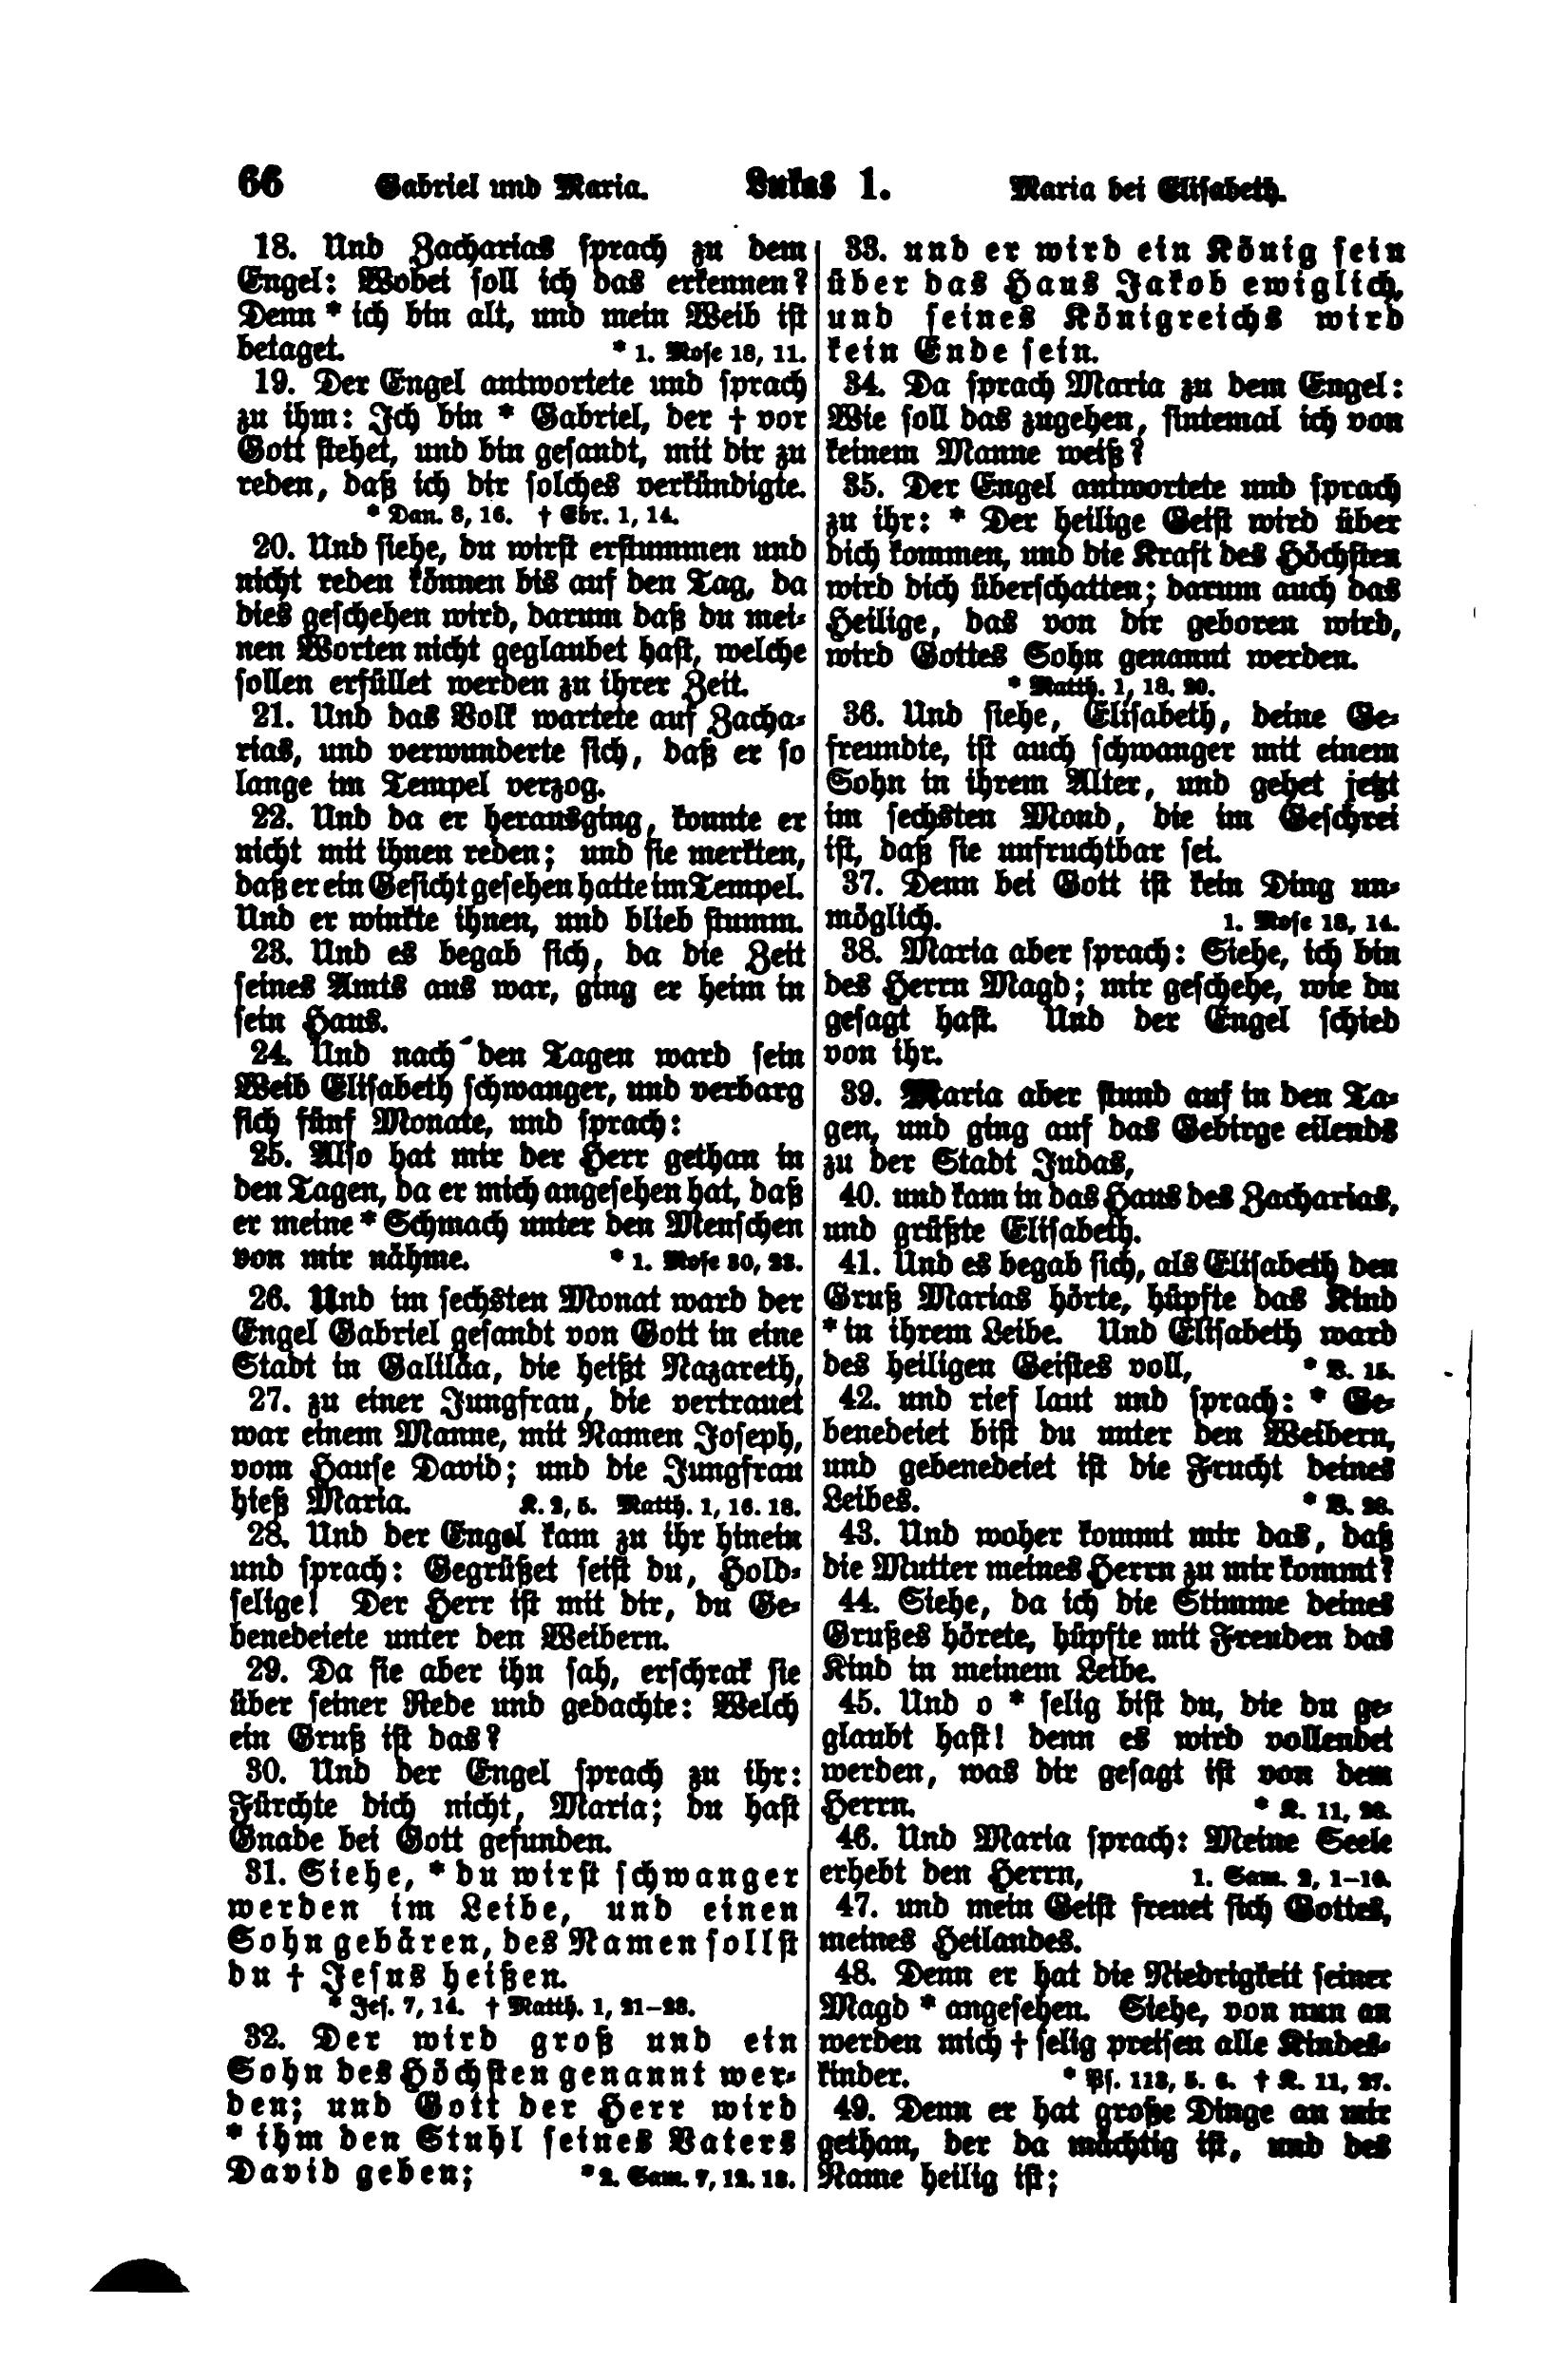 66 Gabriel und Maria. Lukas 1. Maria bei Elisabeth.
18. Und Zacharias sprach zu dem
Engel: Wobei soll ich das erkennen?
Denn * ich bin alt, und mein Weib ist
betaget. * 1. Mose 18, 11.
19. Der Engel antwortete und sprach
zu ihm: Ich bin * Gabriel, der † vor
Gott stehet, und bin gesandt, mit dir zu
reden, daß ich dir solches verkündigte.
* Dan. 8, 16. † Ebr. 1, 14.
20. Und siehe, du wirst erstummen und
nicht reden können bis auf den Tag, da
dies geschehen wird, darum daß du mei-
nen Worten nicht geglaubet hast, welche
sollen erfüllet werden zu ihrer Zeit.
21. Und das Volk wartete auf Zacha-
rias, und verwunderte sich, daß er so
lange im Tempel verzog.
22. Und da er herausging, konnte er
nicht mit ihnen reden; und sie merkten,
daß er ein Gesicht gesehen hatte im Tempel.
Und er winkte ihnen, und blieb stumm.
23. Und es begab sich, da die Zeit
seines Amts aus war, ging er heim in
sein Haus.
24. Und nach den Tagen ward sein
Weib Elisabeth schwanger, und verbarg
sich fünf Monate, und sprach:
25. Also hat mir der Herr gethan in
den Tagen, da er mich angesehen hat, daß
er meine * Schmach unter den Menschen
von mir nähme. * 1. Mose 30, 23.
26. Und im sechsten Monat ward der
Engel Gabriel gesandt von Gott in eine
Stadt in Galiläa, die heißt Nazareth,
27. zu einer Jungfrau, die vertrauet
war einem Manne, mit Namen Joseph,
vom Hause David; und die Jungfrau
hieß Maria. K. 2, 5. Matth. 1, 16. 18.
28. Und der Engel kam zu ihr hinein
und sprach: Gegrüßet seist du, Hold-
selige! Der Herr ist mit dir, du Ge-
benedeiete unter den Weibern.
29. Da sie aber ihn sah, erschrak sie
über seiner Rede und gedachte: Welch
ein Gruß ist das?
30. Und der Engel sprach zu ihr:
Fürchte dich nicht, Maria; du hast
Gnade bei Gott gefunden.
31. Siehe, * du wirst schwanger
werden im Leibe, und einen
Sohn gebären, des Namen sollst
du † Jesus heißen.
* Jes. 7, 14. † Matth. 1, 21–23.
32. Der wird groß und ein
Sohn des Höchsten genannt wer-
den; und Gott der Herr wird
* ihm den Stuhl seines Vaters
David geben; * 2. Sam. 7, 12. 13.
33. und er wird ein König sein
über das Haus Jakob ewiglich,
und seines Königreichs wird
kein Ende sein.
34. Da sprach Maria zu dem Engel:
Wie soll das zugehen, sintemal ich von
keinem Manne weiß?
35. Der Engel antwortete und sprach
zu ihr: * Der heilige Geist wird über
dich kommen, und die Kraft des Höchsten
wird dich überschatten; darum auch das
Heilige, das von dir geboren wird,
wird Gottes Sohn genannt werden.
* Matth. 1, 18. 20.
36. Und siehe, Elisabeth, deine Ge-
freundte, ist auch schwanger mit einem
Sohn in ihrem Alter, und gehet jetzt
im sechsten Mond, die im Geschrei
ist, daß sie unfruchtbar sei.
37. Denn bei Gott ist kein Ding un-
möglich. 1. Mose 18, 14.
38. Maria aber sprach: Siehe, ich bin
des Herrn Magd; mir geschehe, wie du
gesagt hast. Und der Engel schied
von ihr.
39. Maria aber stund auf in den Ta-
gen, und ging auf das Gebirge eilends
zu der Stadt Judas,
40. und kam in das Haus des Zacharias,
und grüßte Elisabeth.
41. Und es begab sich, als Elisabeth den
Gruß Marias hörte, hüpfte das Kind
* in ihrem Leibe. Und Elisabeth ward
des heiligen Geistes voll, * V. 15.
42. und rief laut und sprach: * Ge-
benedeiet bist du unter den Weibern,
und gebenedeiet ist die Frucht deines
Leibes. * V. 28.
43. Und woher kommt mir das, daß
die Mutter meines Herrn zu mir kommt?
44. Siehe, da ich die Stimme deines
Grußes hörete, hüpfte mit Freuden das
Kind in meinem Leibe.
45. Und o * selig bist du, die du ge-
glaubt hast! denn es wird vollendet
werden, was dir gesagt ist von dem
Herrn. * K. 11, 28.
46. Und Maria sprach: Meine Seele
erhebt den Herrn, 1. Sam. 2, 1–10.
47. und mein Geist freuet sich Gottes,
meines Heilandes.
48. Denn er hat die Niedrigkeit seiner
Magd * angesehen. Siehe, von nun an
werden mich † selig preisen alle Kindes-
kinder. * Ps. 113, 5. 6. † K. 11, 27.
49. Denn er hat große Dinge an mir
gethan, der da mächtig ist, und des
Name heilig ist;